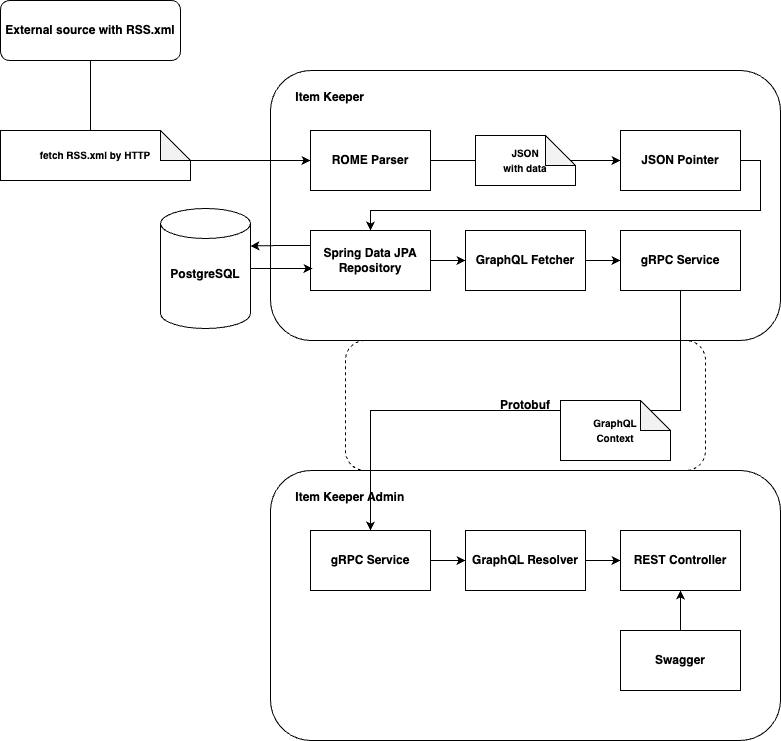 External source with RSS.xml
Item Keeper
fetch RSS.xml by HTTP
ROME Parser
JSON
with data
JSON Pointer
PostgreSQL
Spring Data JPA
Repository
GraphQL Fetcher
gRPC Service
Protobuf
GraphQL
Context
Item Keeper Admin
gRPC Service
GraphQL Resolver
REST Controller
Swagger